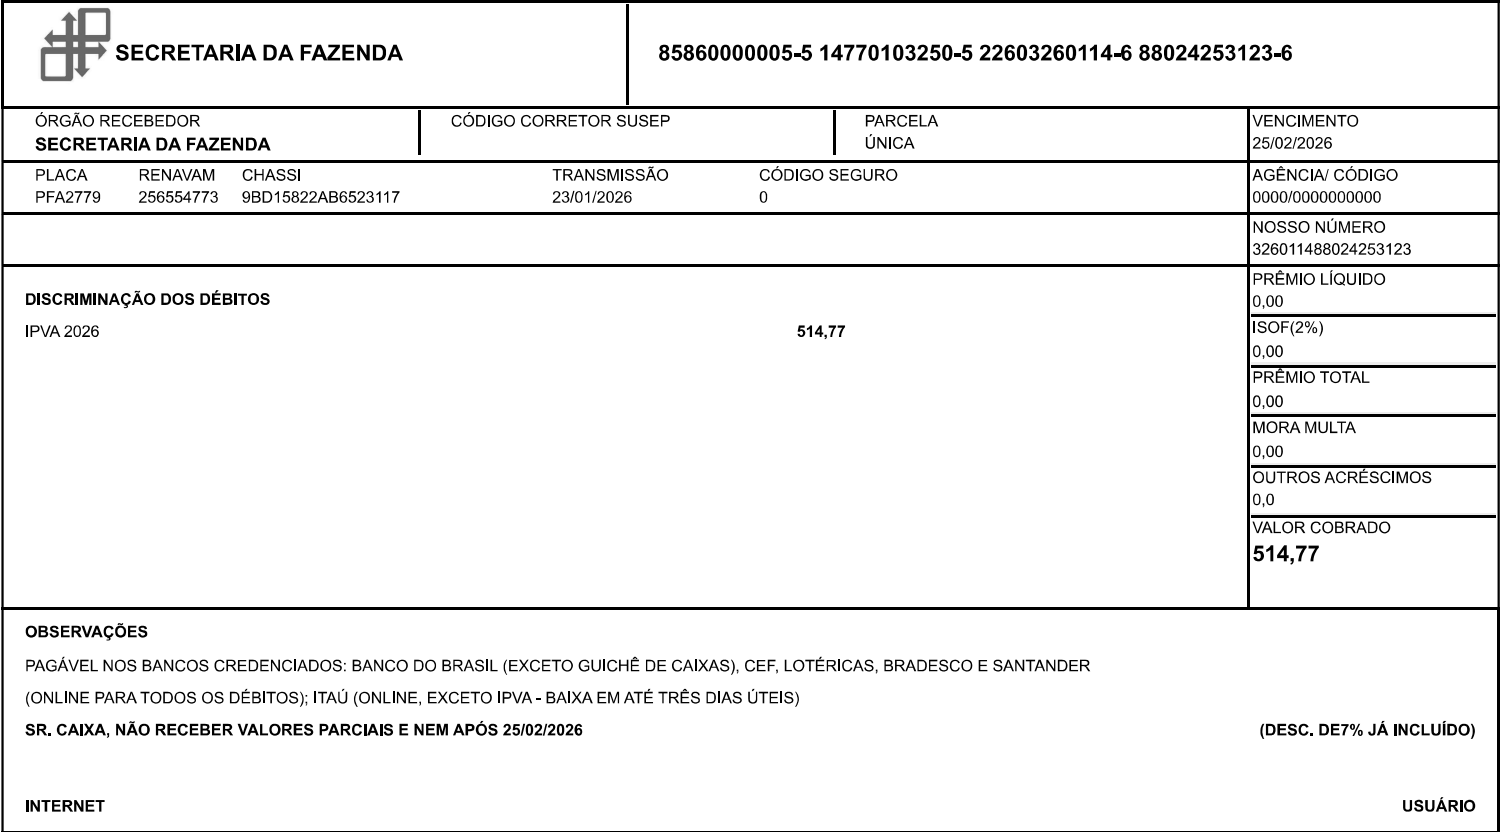 SECRETARIA DA FAZENDA
85860000005-5 14770103250-5 22603260114-6 88024253123-6
ÓRGÃO RECEBEDOR
SECRETARIA DA FAZENDA
CÓDIGO CORRETOR SUSEP
PARCELA
ÚNICA
VENCIMENTO
25/02/2026
PLACA RENAVAM CHASSI TRANSMISSÃO CÓDIGO SEGURO
PFA2779 256554773 9BD15822AB6523117 23/01/2026 0
AGÊNCIA/ CÓDIGO
0000/0000000000
NOSSO NÚMERO
326011488024253123
DISCRIMINAÇÃO DOS DÉBITOS
IPVA 2026 514,77
PRÊMIO LÍQUIDO
0,00
ISOF(2%)
0,00
PRÊMIO TOTAL
0,00
MORA MULTA
0,00
OUTROS ACRÉSCIMOS
0,0
VALOR COBRADO
514,77
OBSERVAÇÕES
PAGÁVEL NOS BANCOS CREDENCIADOS: BANCO DO BRASIL (EXCETO GUICHÊ DE CAIXAS), CEF, LOTÉRICAS, BRADESCO E SANTANDER
(ONLINE PARA TODOS OS DÉBITOS); ITAÚ (ONLINE, EXCETO IPVA - BAIXA EM ATÉ TRÊS DIAS ÚTEIS)
SR. CAIXA, NÃO RECEBER VALORES PARCIAIS E NEM APÓS 25/02/2026 (DESC. DE7% JÁ INCLUÍDO)
INTERNET USUÁRIO